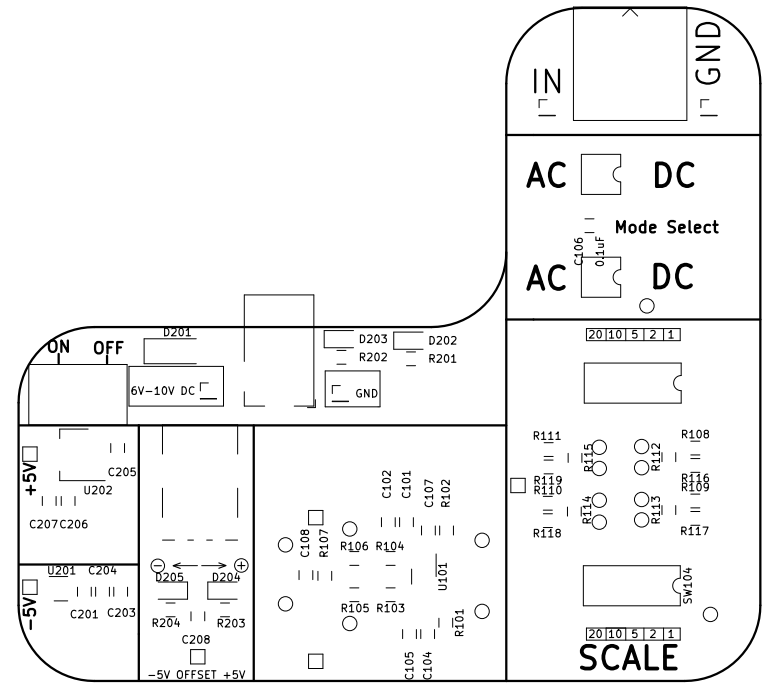 IN
GND
AC DC
Mode Select
C106
0.1uF
AC DC
20 10 5 2 1
D201
ON OFF
D203
D202
R202
R201
6V-10V DC
GND
R111
R108
R115
R112
+5V
C205
U202
R119
R110
R116
R109
C102
C101
C107
R102
C207 C206
R114
R113
R118
R117
C108
R107
R106 R104
U201 C204
D205
D204
U101
SW104
-5V
C201 C203
R204
R203
R105 R103
R101
C208
C105
C104
20 10 5 2 1
SCALE
-5V OFFSET +5V